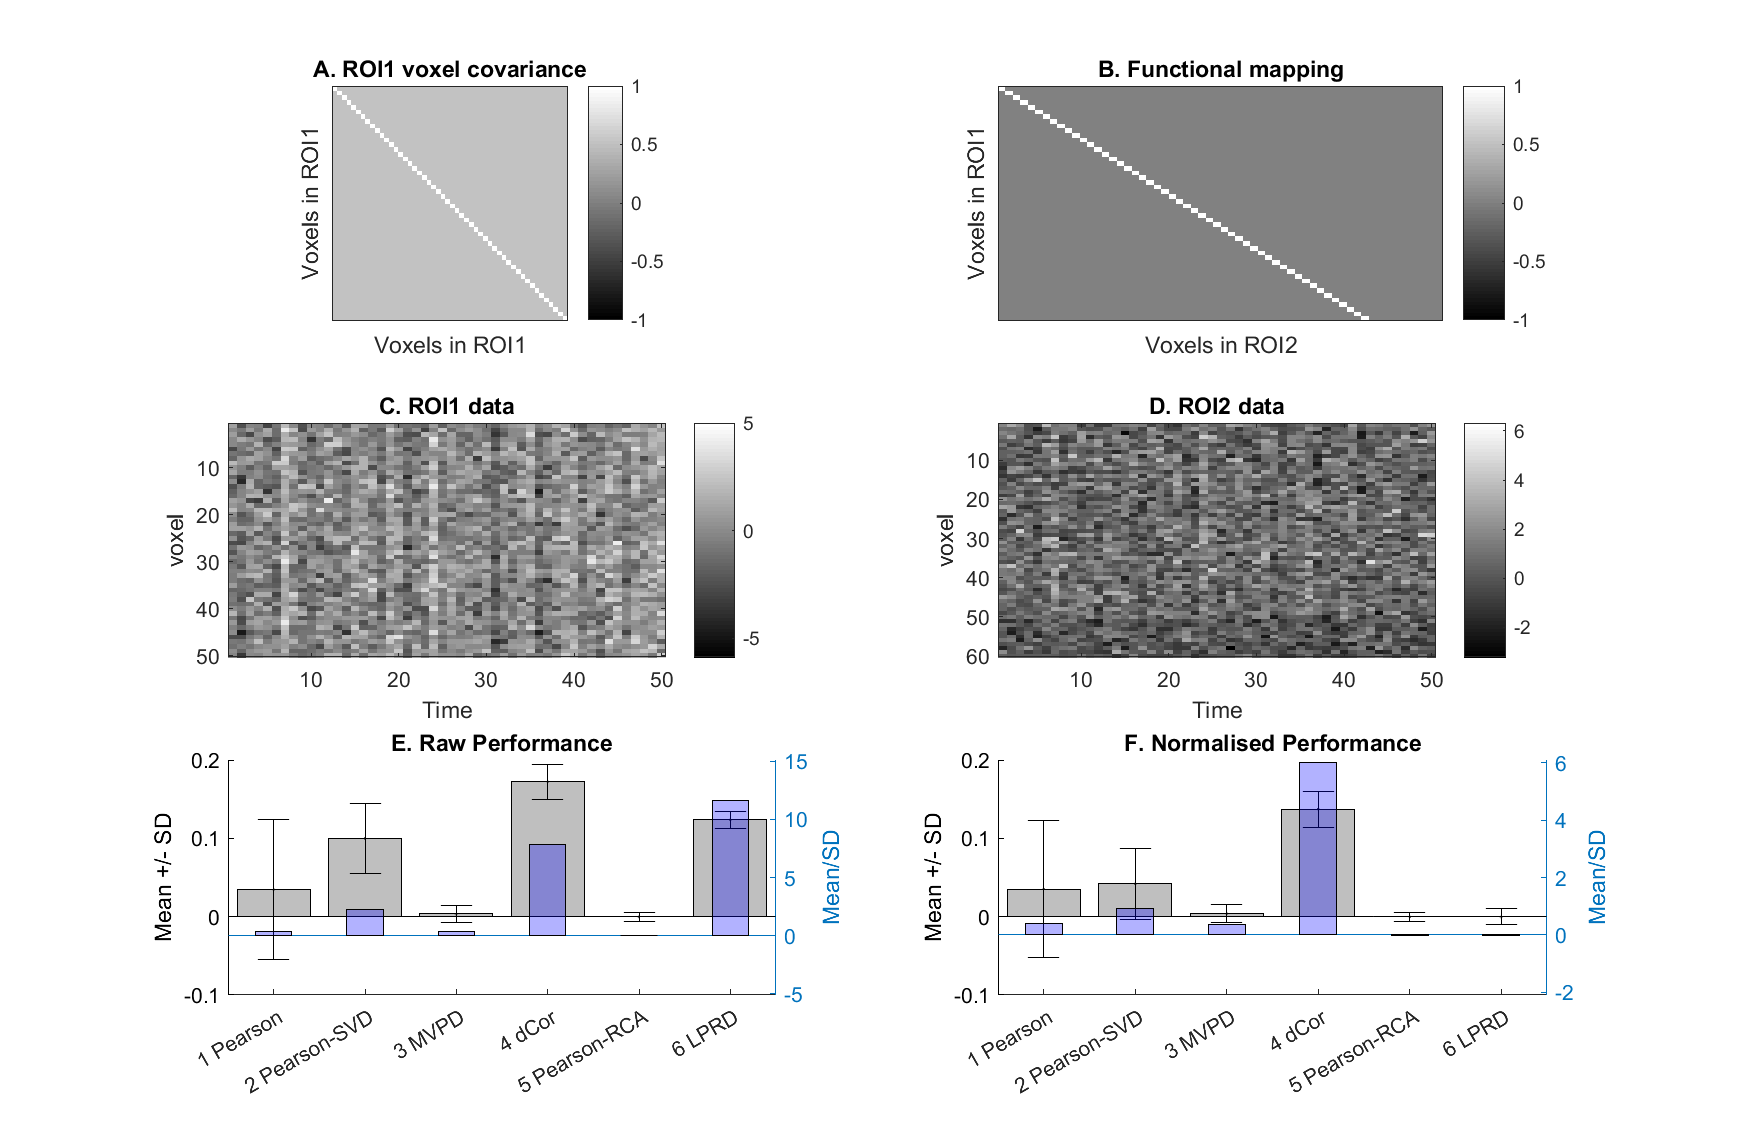 A. ROI1 voxel covariance
Voxels in ROI1
Voxels in ROI1
1
0.5
0
-0.5
-1
B. Functional mapping
Voxels in ROI1
Voxels in ROI2
1
0.5
0
-0.5
-1
C. ROI1 data
voxel
10
20
30
40
50
10 20 30 40 50
Time
5
0
-5
D. ROI2 data
voxel
10
20
30
40
50
60
10 20 30 40 50
Time
6
4
2
0
-2
E. Raw Performance
Mean +/- SD
0.2
0.1
0
-0.1
15
10
5
0
-5
Mean/SD
1 Pearson
2 Pearson-SVD
3 MVPD
4 dCor
5 Pearson-RCA
6 LPRD
F. Normalised Performance
Mean +/- SD
0.2
0.1
0
-0.1
6
4
2
0
-2
Mean/SD
1 Pearson
2 Pearson-SVD
3 MVPD
4 dCor
5 Pearson-RCA
6 LPRD